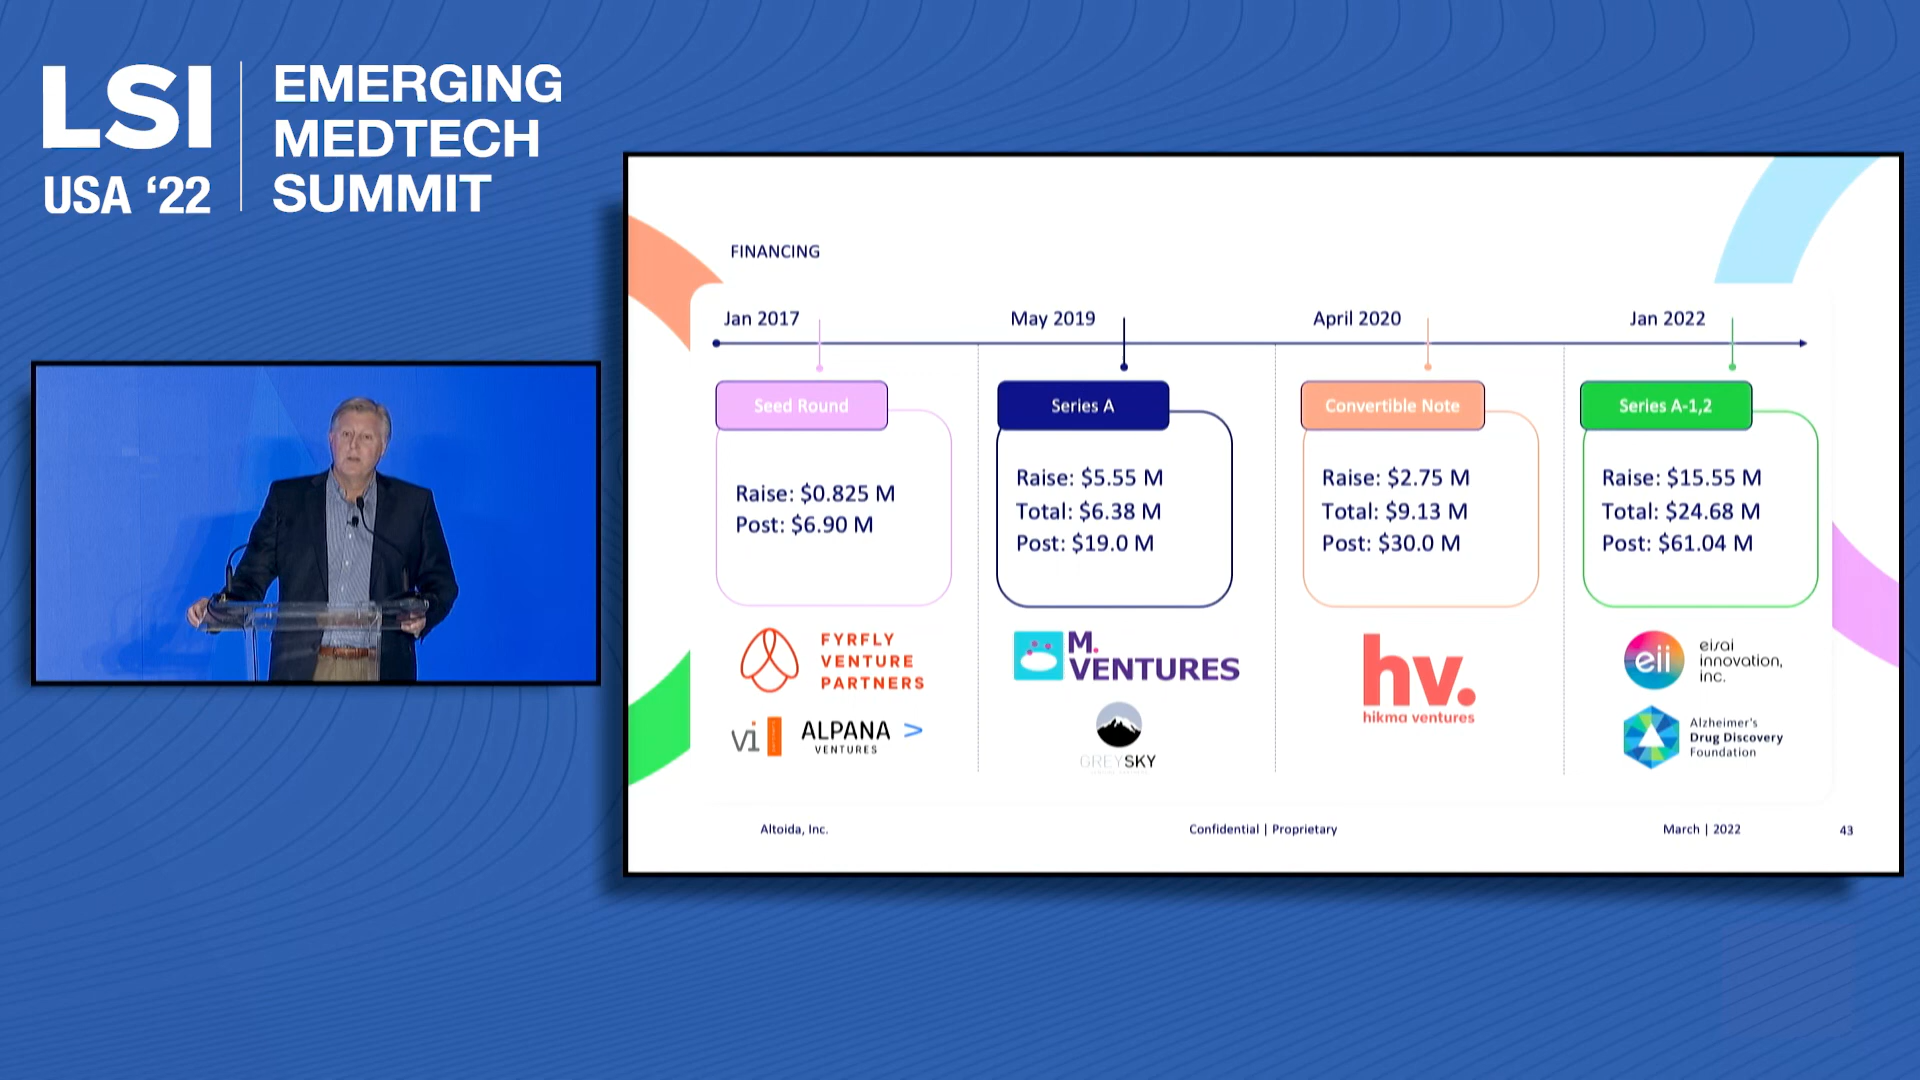 LSI
USA ‘22
EMERGING
MEDTECH
SUMMIT
FINANCING
Jan 2017
May 2019
April 2020
Jan 2022
Seed Round
Raise: $0.825 M
Post: $6.90 M
Series A
Raise: $5.55 M
Total: $6.38 M
Post: $19.0 M
Convertible Note
Raise: $2.75 M
Total: $9.13 M
Post: $30.0 M
Series A-1,2
Raise: $15.55 M
Total: $24.68 M
Post: $61.04 M
FYRFLY
VENTURE
PARTNERS
vi
ALPANA
VENTURES
M.
VENTURES
GREYSKY
hv.
hikma ventures
eii
eisai
innovation,
inc.
Alzheimer's
Drug Discovery
Foundation
Altoida, Inc.
Confidential | Proprietary
March | 2022
43